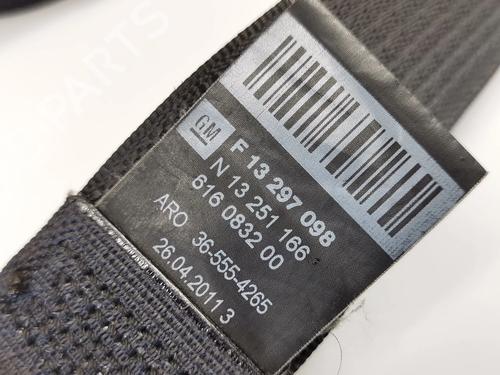 GM
F 13 297 098
N 13 251 166
616 0832 00
ARO 36-555-4265
26.04.2011 3